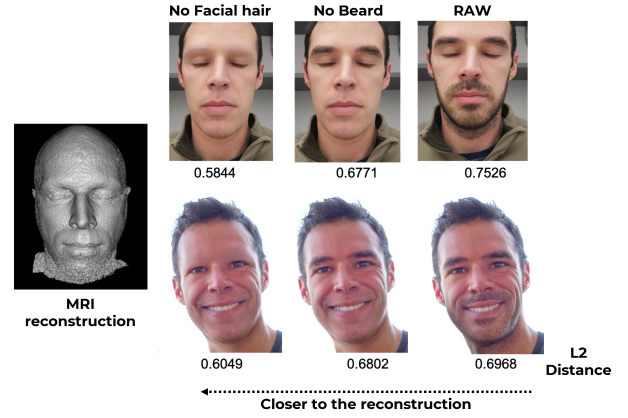 No Facial hair
No Beard
RAW
0.5844
0.6771
0.7526
MRI
reconstruction
0.6049
0.6802
0.6968
L2
Distance
Closer to the reconstruction